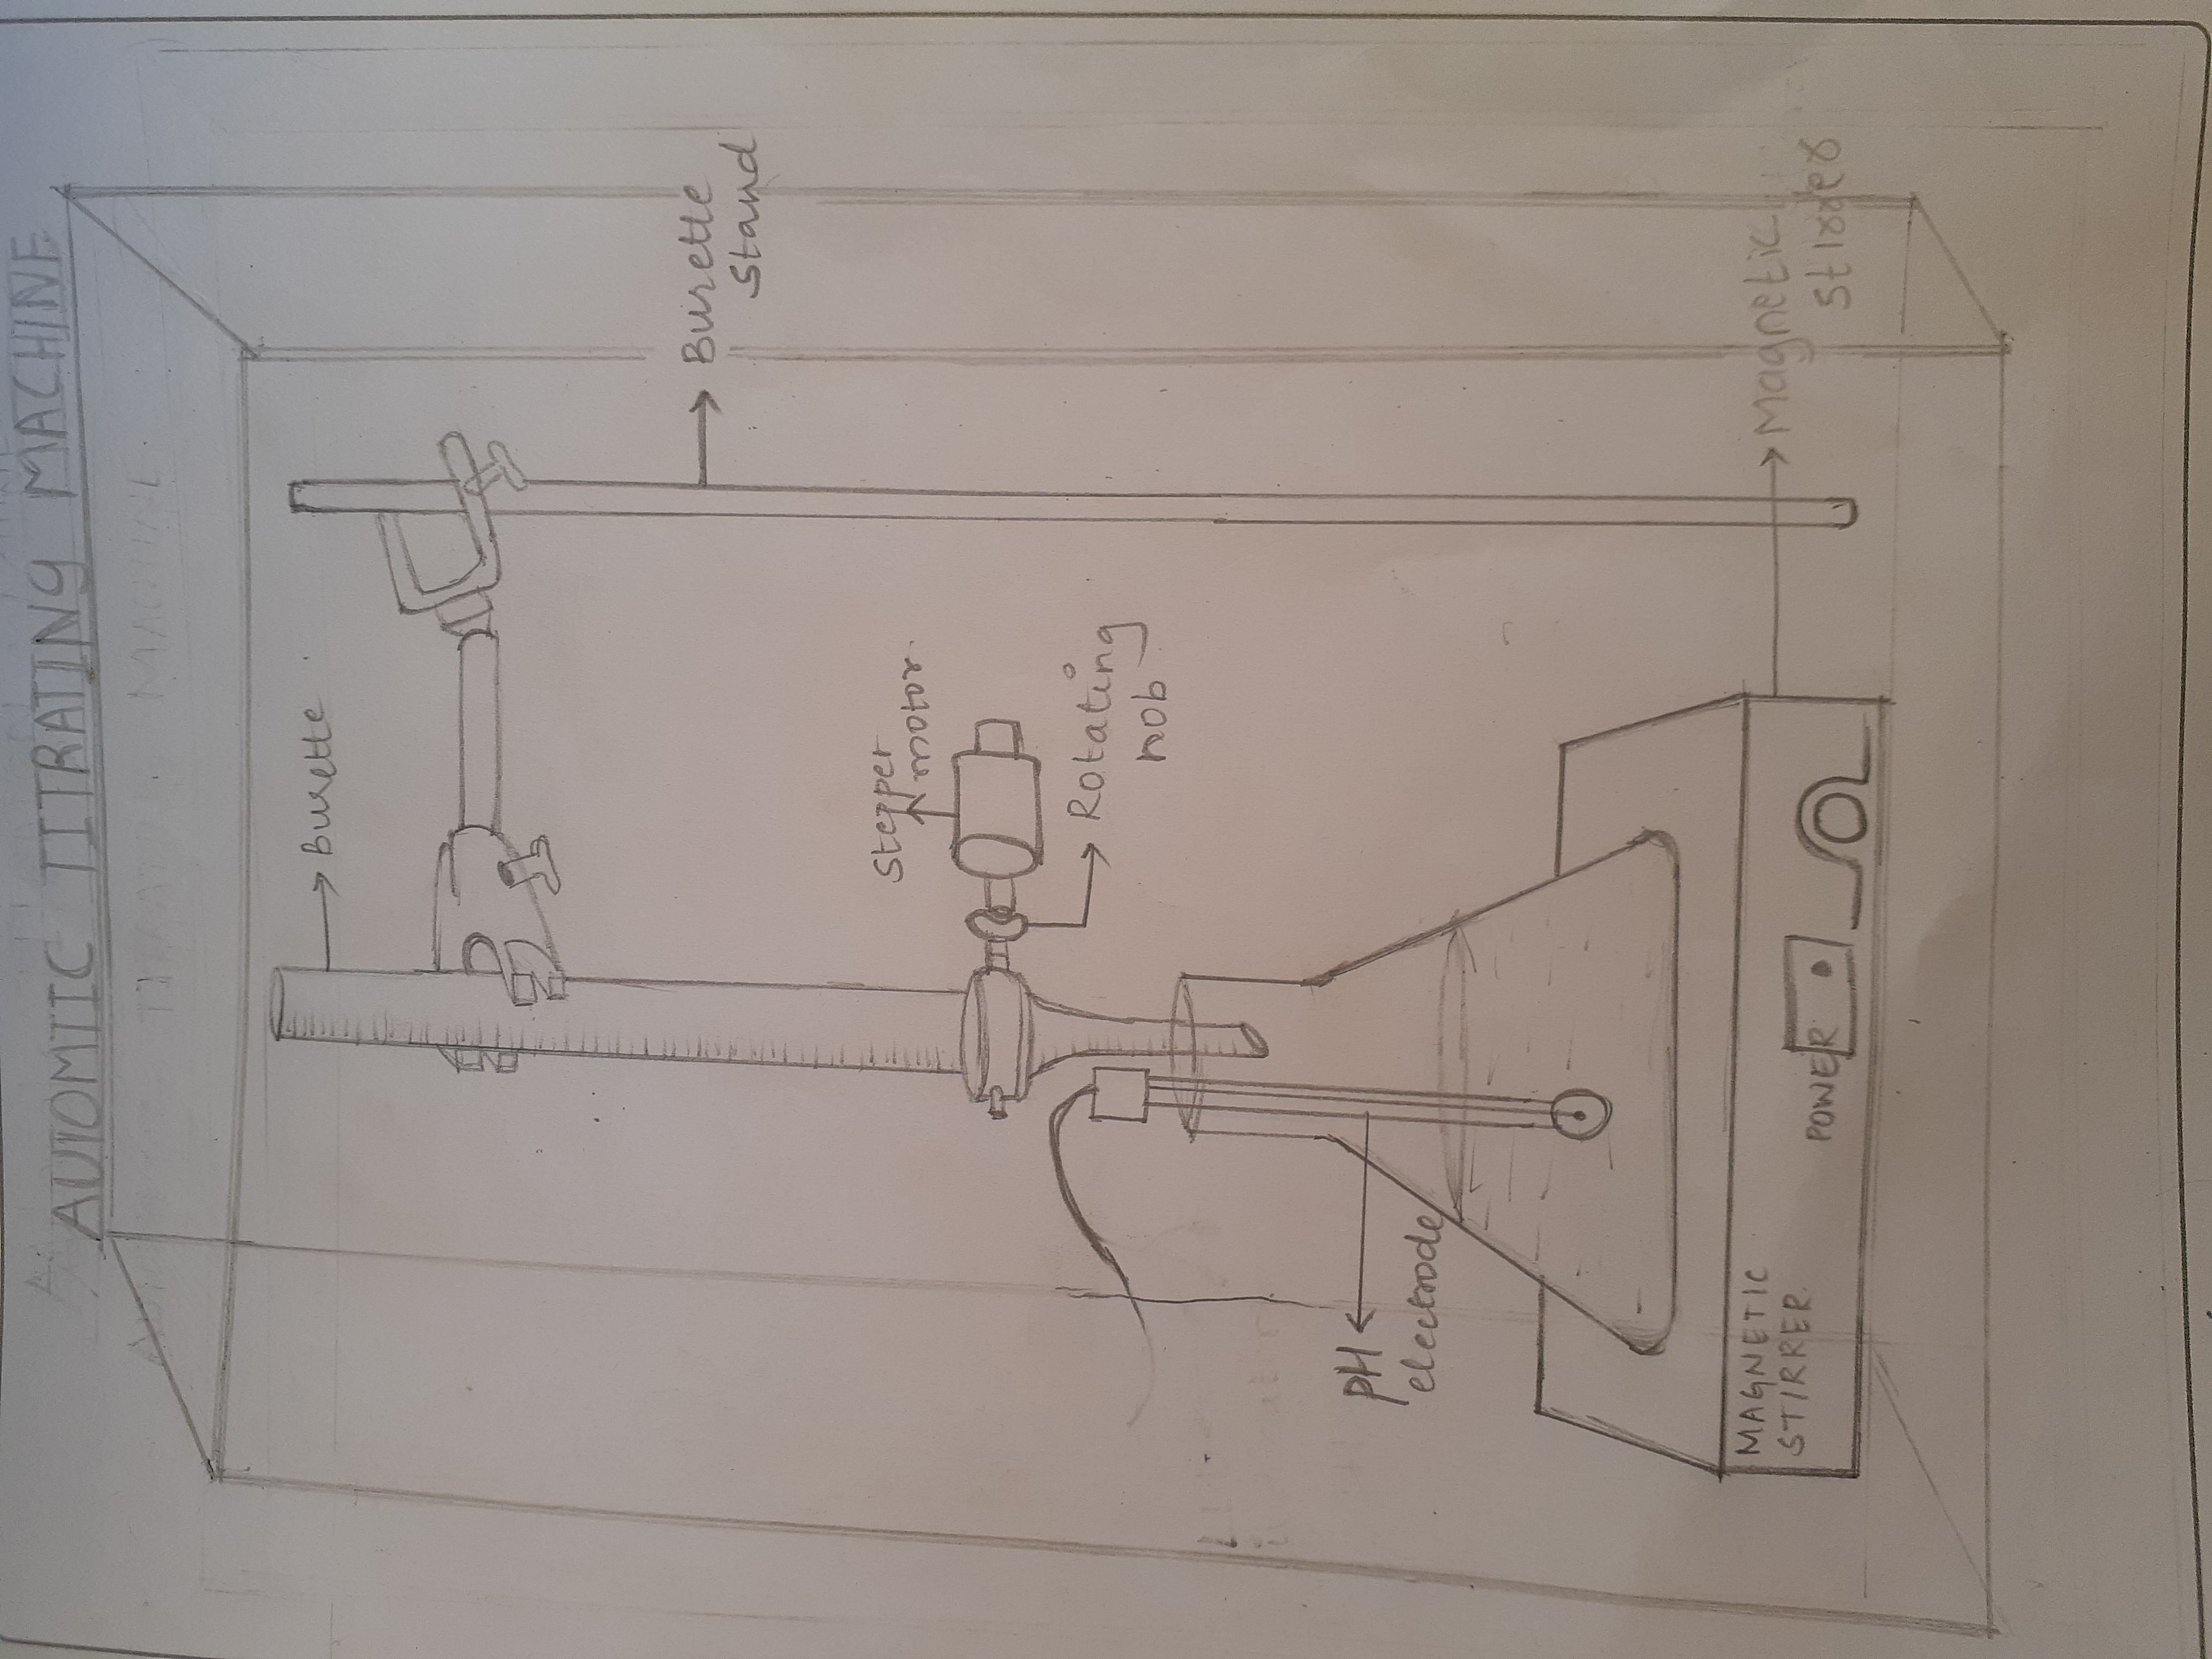 AUTOMTIC TITRATING MACHINE
Burette
Burette
Stand
Stepper
motor.
Rotating
nob
pH
electrode
MAGNETIC
STIRRER.
POWER
Magnetic
stirrer